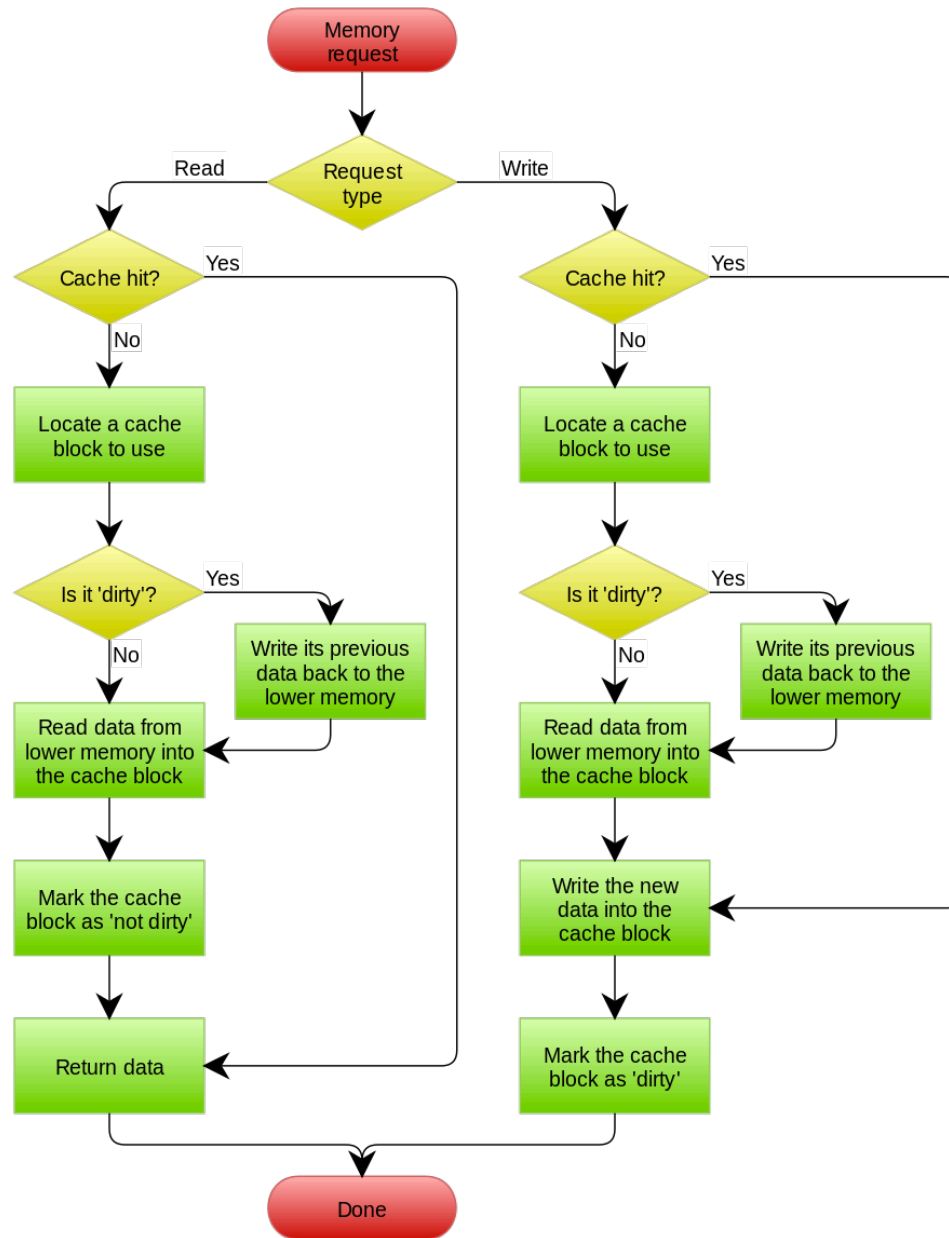 Memory
request
Request
type
Read
Write
Cache hit?
Yes
No
Locate a cache
block to use
Is it 'dirty'?
Yes
No
Write its previous
data back to the
lower memory
Read data from
lower memory into
the cache block
Mark the cache
block as 'not dirty'
Return data
Cache hit?
Yes
No
Locate a cache
block to use
Is it 'dirty'?
Yes
No
Write its previous
data back to the
lower memory
Read data from
lower memory into
the cache block
Write the new
data into the
cache block
Mark the cache
block as 'dirty'
Done